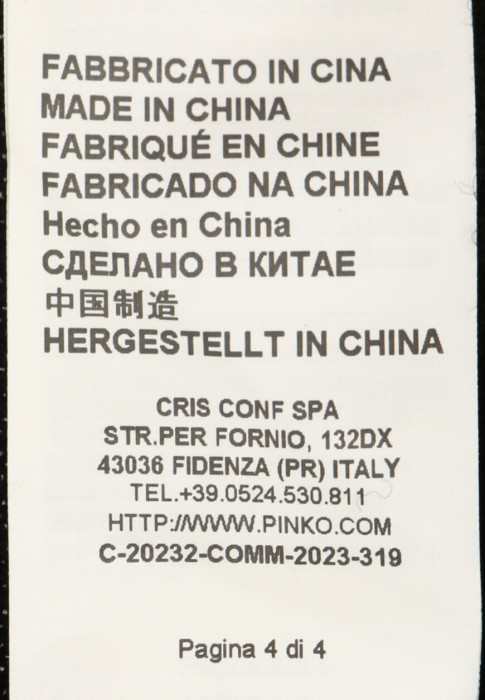 FABBRICATO IN CINA
MADE IN CHINA
FABRIQUÉ EN CHINE
FABRICADO NA CHINA
Hecho en China
СДЕЛАНО В КИТАЕ
中国制造
HERGESTELLT IN CHINA
CRIS CONF SPA
STR.PER FORNIO, 132DX
43036 FIDENZA (PR) ITALY
TEL.+39.0524.530.811
HTTP://WWW.PINKO.COM
C-20232-COMM-2023-319
Pagina 4 di 4